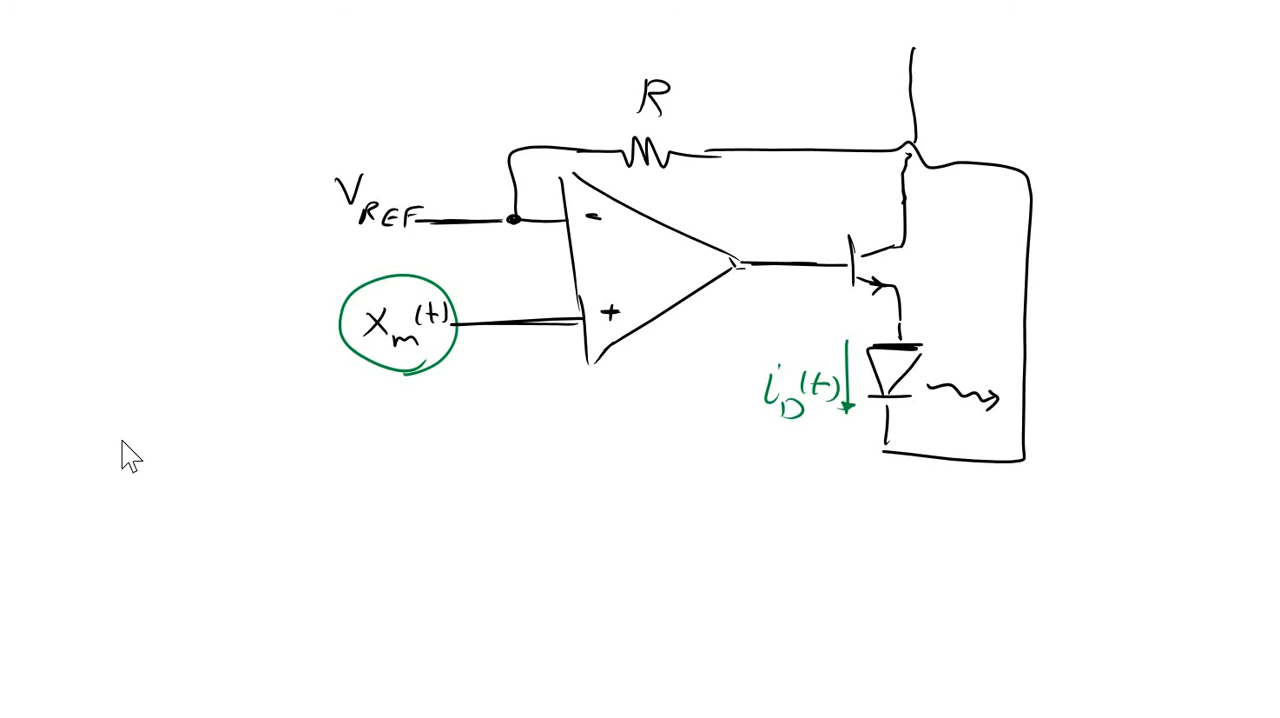 R
V_REF
-
x_m(t)
+
i_D(t)